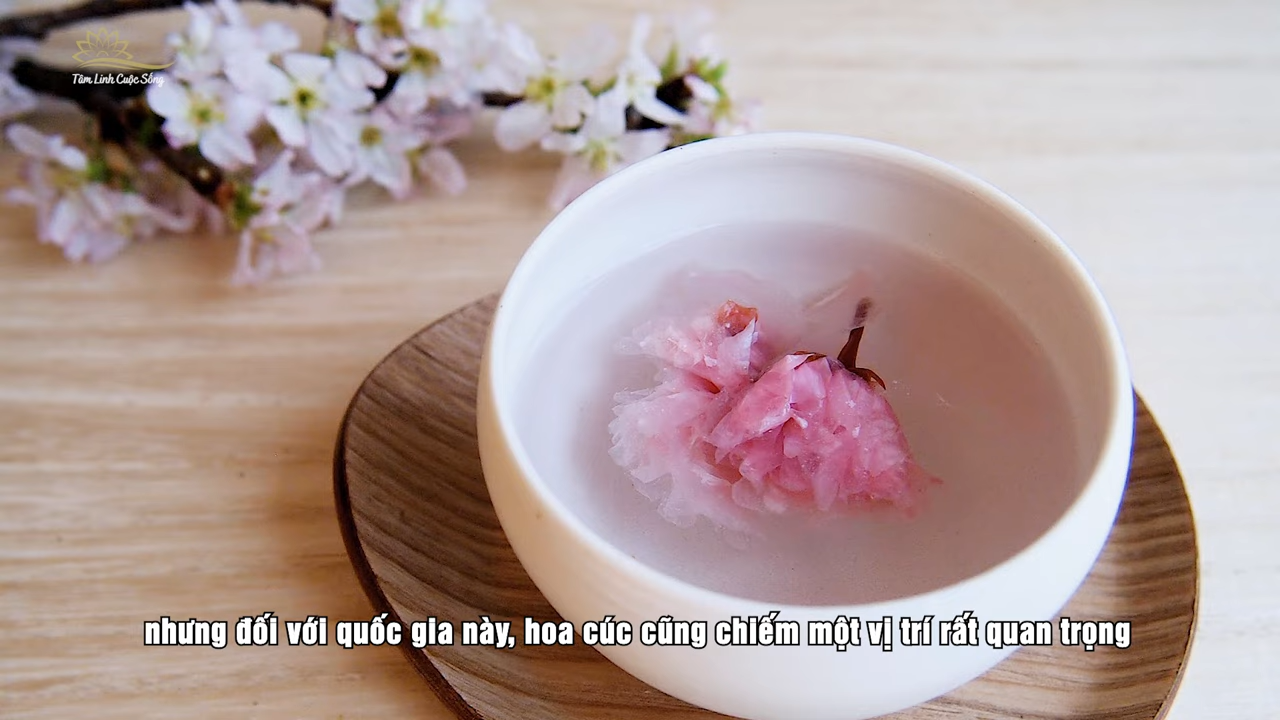 Tâm Linh Cuộc Sống
nhưng đối với quốc gia này, hoa cúc cũng chiếm một vị trí rất quan trọng